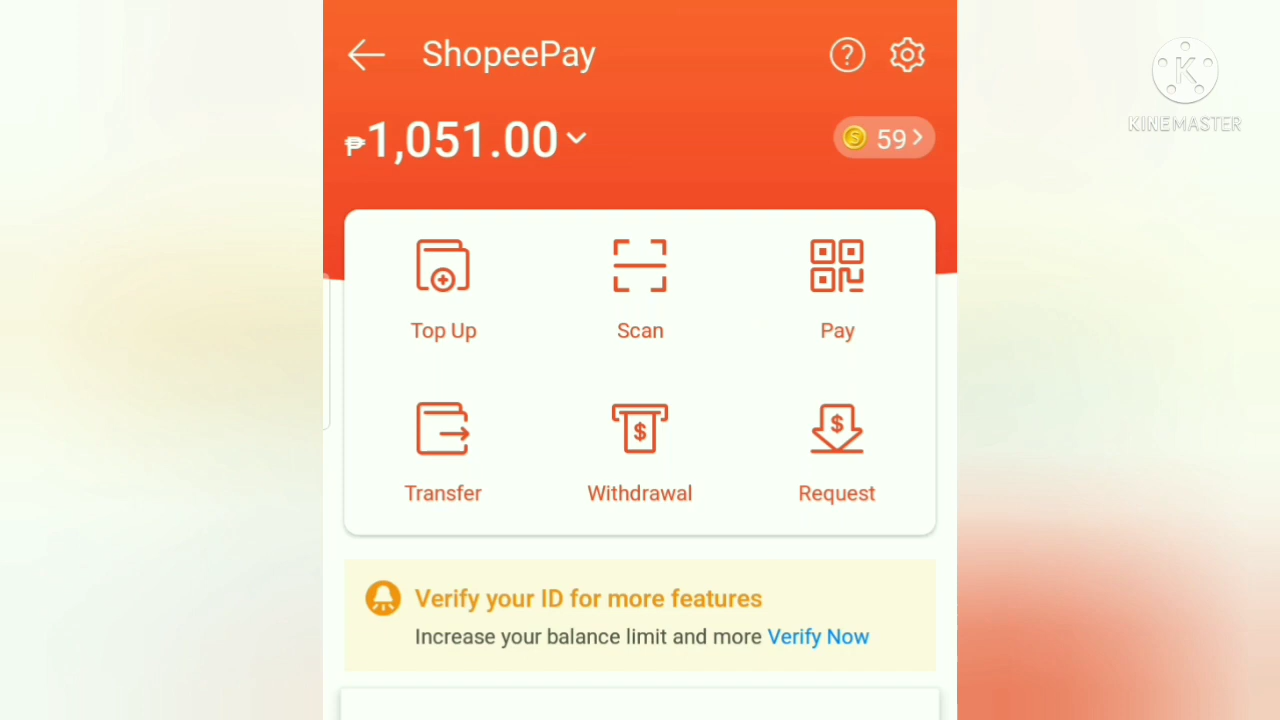 ShopeePay
₱1,051.00
59
Top Up
Scan
Pay
Transfer
Withdrawal
Request
Verify your ID for more features
Increase your balance limit and more Verify Now
K
KINEMASTER